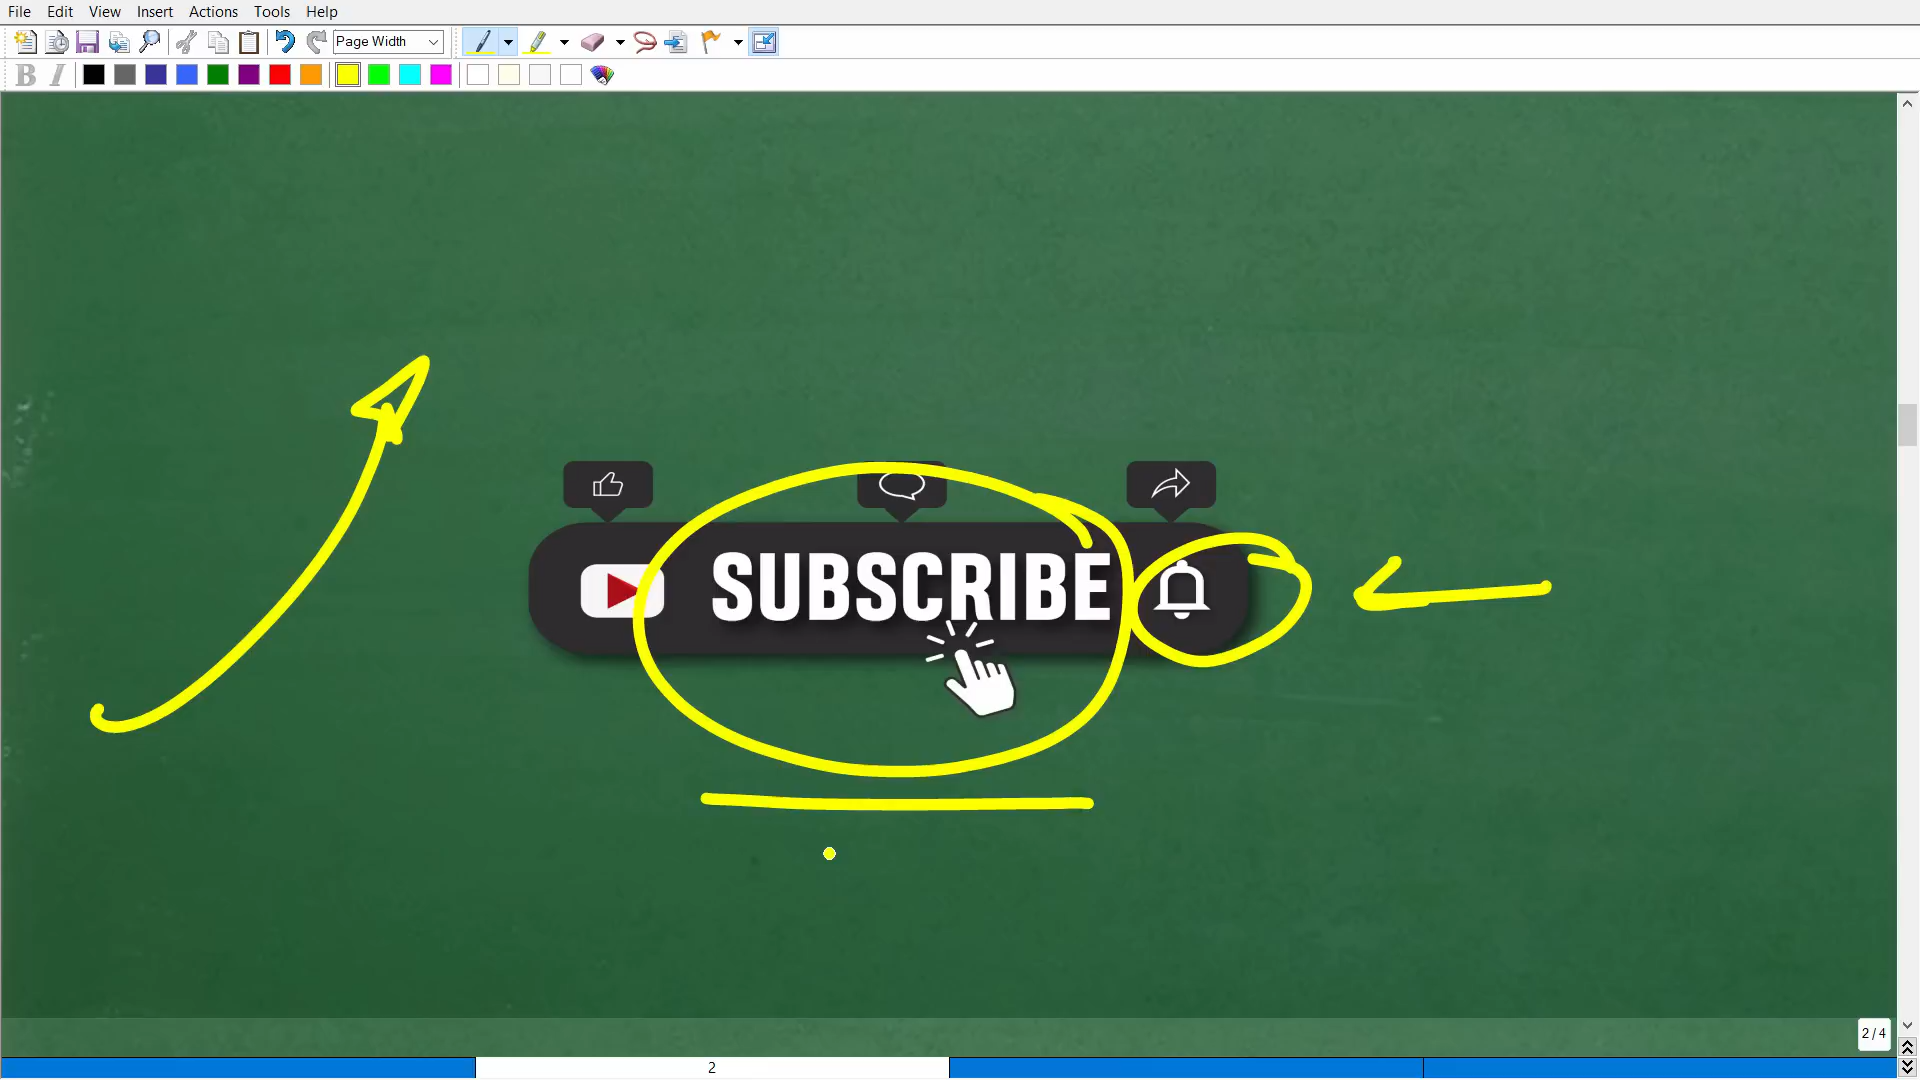 File Edit View Insert Actions Tools Help
Page Width
B I
SUBSCRIBE
2 / 4
2